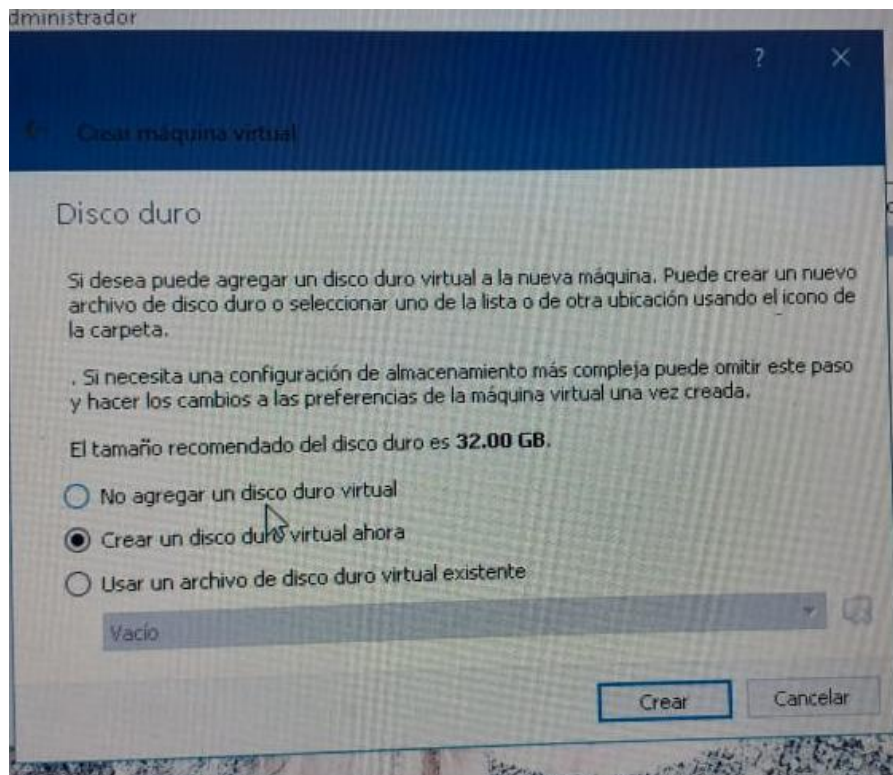 dministrador
?
Crear máquina virtual
Disco duro
Si desea puede agregar un disco duro virtual a la nueva máquina. Puede crear un nuevo
archivo de disco duro o seleccionar uno de la lista o de otra ubicación usando el icono de
la carpeta.
. Si necesita una configuración de almacenamiento más compleja puede omitir este paso
y hacer los cambios a las preferencias de la máquina virtual una vez creada.
El tamaño recomendado del disco duro es 32.00 GB.
No agregar un disco duro virtual
Crear un disco duro virtual ahora
Usar un archivo de disco duro virtual existente
Vacío
Crear Cancelar